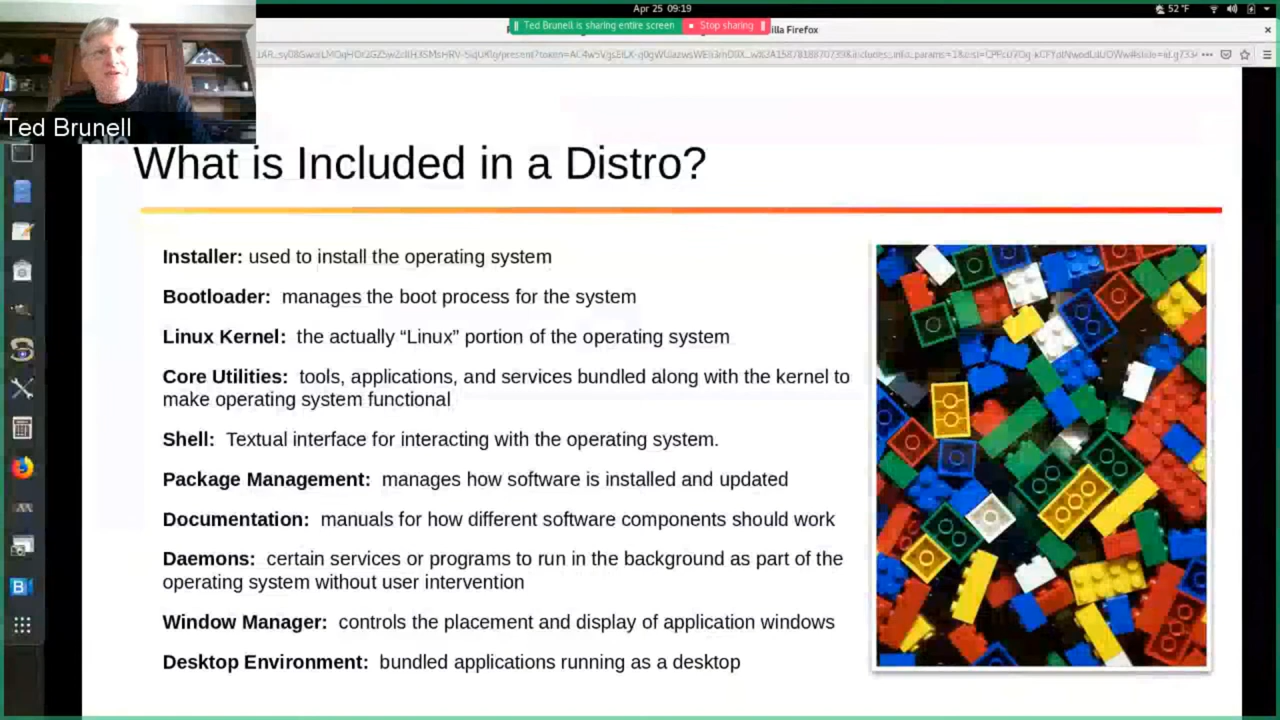 Apr 25 09:19
52 °F
Ted Brunell is sharing entire screen
Stop sharing
illa Firefox
Ted Brunell
What is Included in a Distro?
Installer: used to install the operating system
Bootloader: manages the boot process for the system
Linux Kernel: the actually “Linux” portion of the operating system
Core Utilities: tools, applications, and services bundled along with the kernel to
make operating system functional
Shell: Textual interface for interacting with the operating system.
Package Management: manages how software is installed and updated
Documentation: manuals for how different software components should work
Daemons: certain services or programs to run in the background as part of the
operating system without user intervention
Window Manager: controls the placement and display of application windows
Desktop Environment: bundled applications running as a desktop